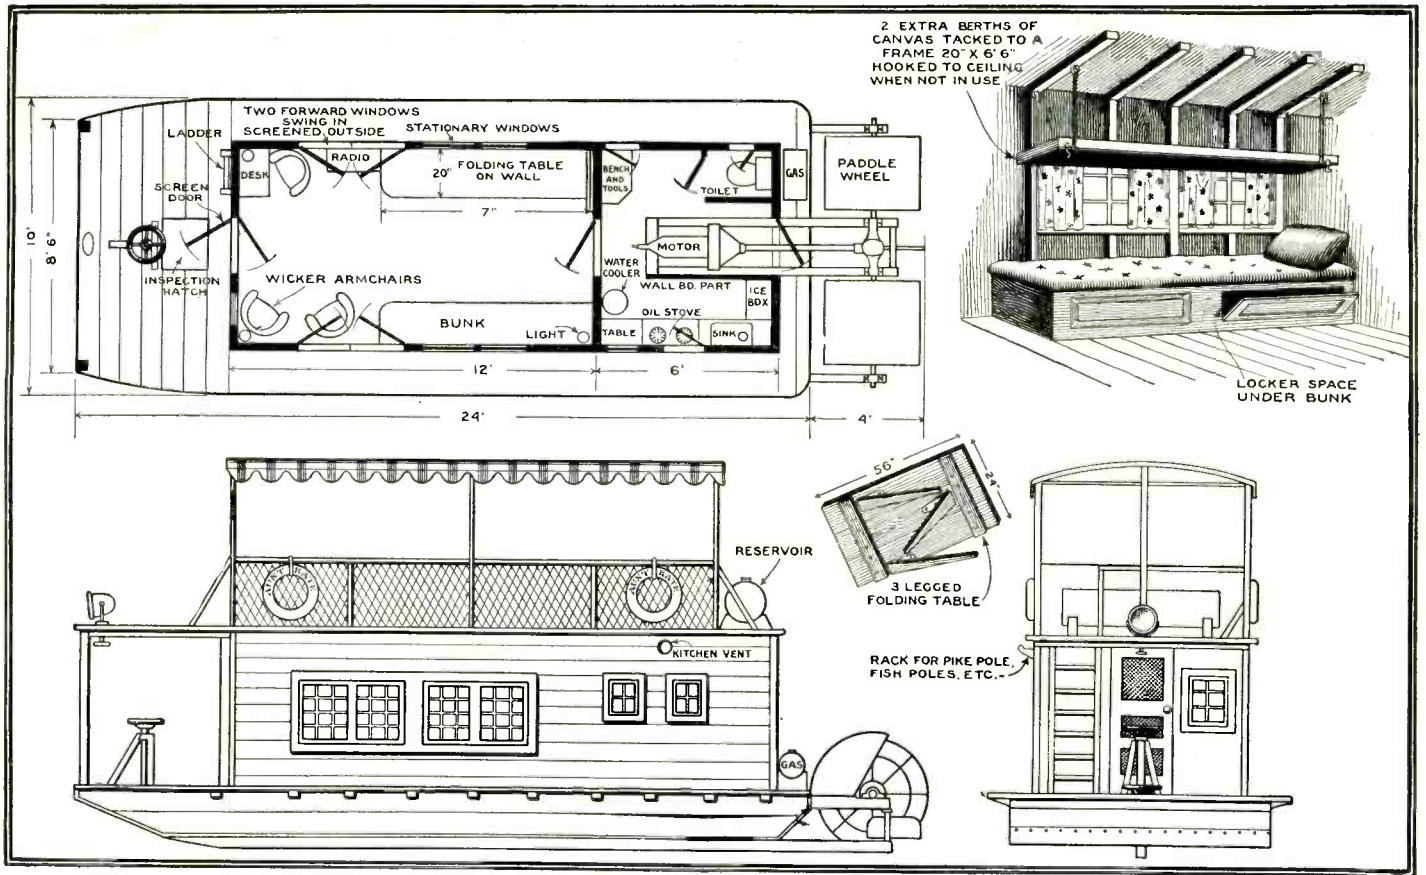 2 EXTRA BERTHS OF
CANVAS TACKED TO A
FRAME 20" X 6' 6"
HOOKED TO CEILING
WHEN NOT IN USE
TWO FORWARD WINDOWS
SWING IN
SCREENED OUTSIDE
STATIONARY WINDOWS
LADDER
RADIO
DESK
20"
FOLDING TABLE
ON WALL
7"
BENCH
AND
TOOLS
TOILET
GAS
PADDLE
WHEEL
SCREEN
DOOR
10'
8' 6"
INSPECTION
HATCH
WICKER ARMCHAIRS
MOTOR
WATER
COOLER
WALL BD. PART
ICE
BOX
OIL STOVE
BUNK
LIGHT
TABLE
SINK
12'
6'
24'
4'
LOCKER SPACE
UNDER BUNK
56"
24"
3 LEGGED
FOLDING TABLE
RESERVOIR
AUNT KATE
AUNT KATE
KITCHEN VENT
GAS
RACK FOR PIKE POLE,
FISH POLES, ETC.